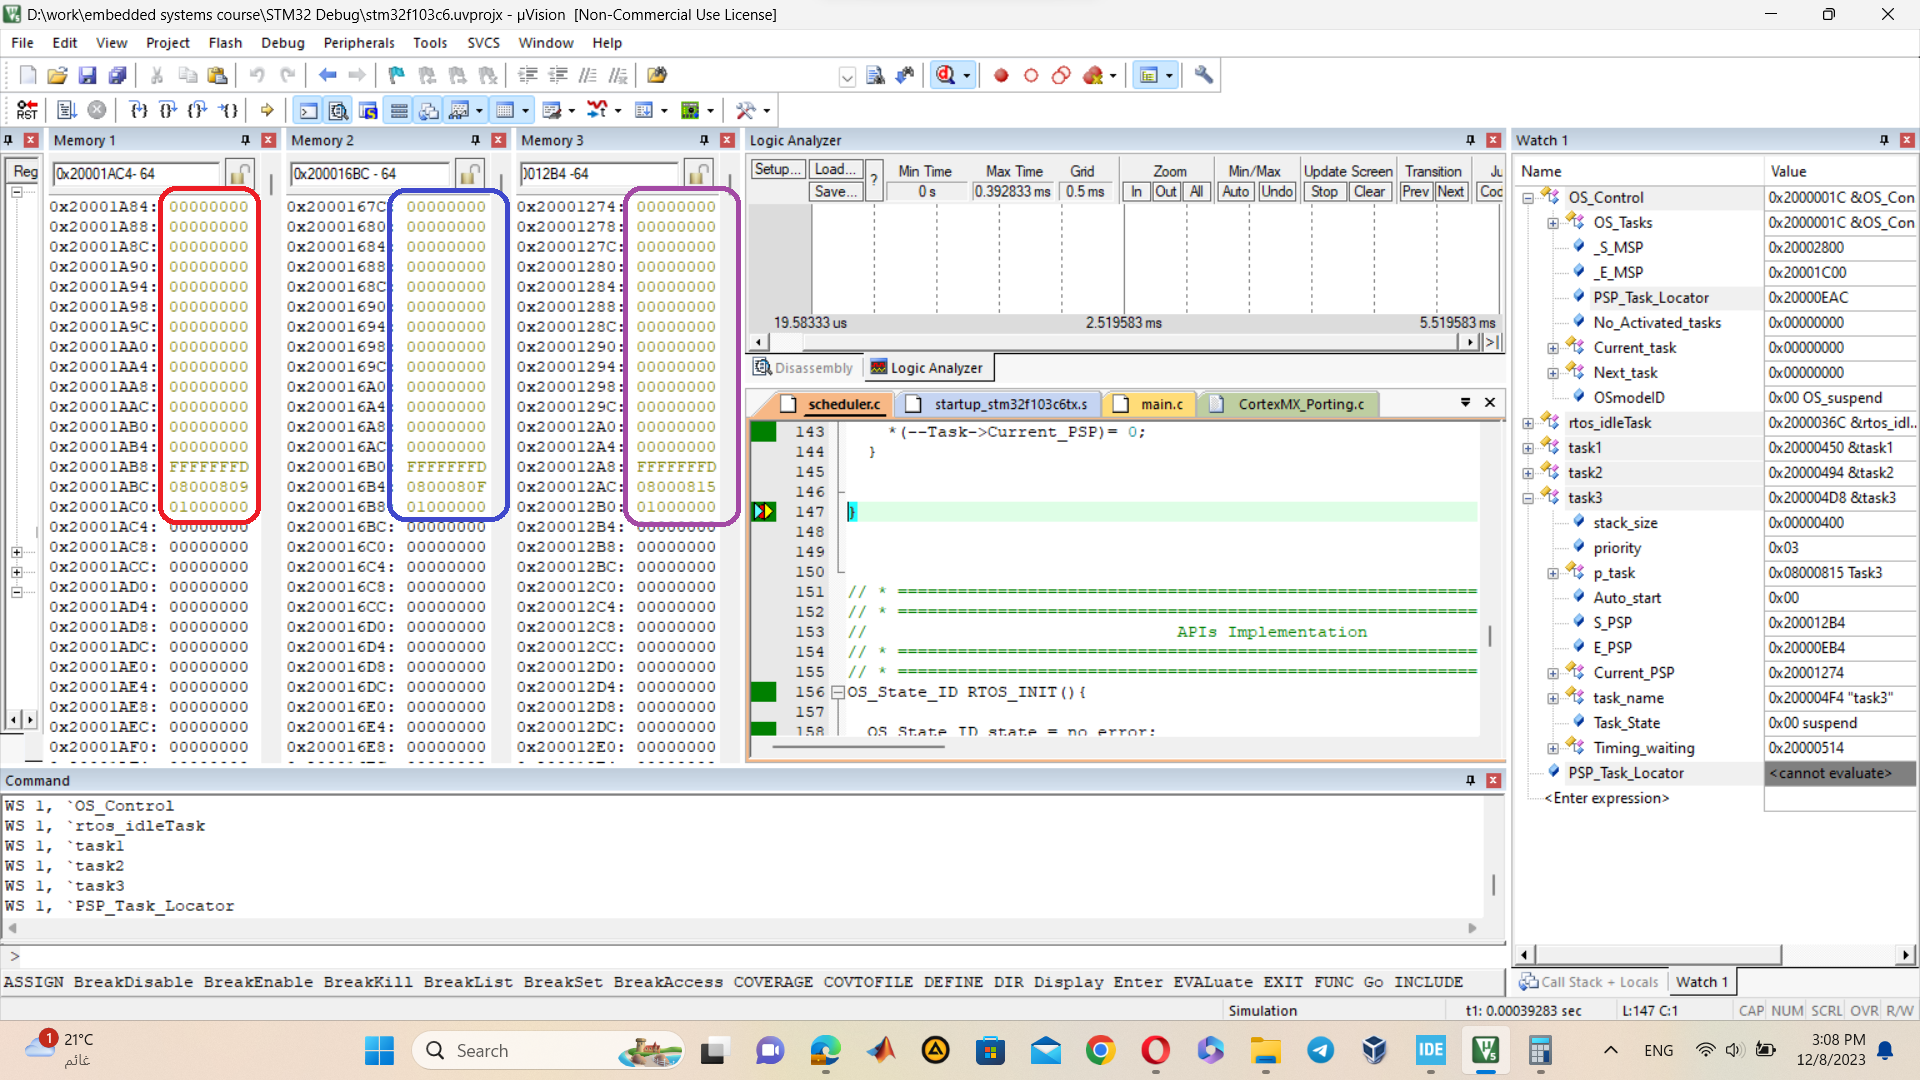 D:\work\embedded systems course\STM32 Debug\stm32f103c6.uvprojx - µVision  [Non-Commercial Use License]
File Edit View Project Flash Debug Peripherals Tools SVCS Window Help
RST
Reg
Memory 1
0x20001AC4- 64
0x20001A84: 00000000
0x20001A88: 00000000
0x20001A8C: 00000000
0x20001A90: 00000000
0x20001A94: 00000000
0x20001A98: 00000000
0x20001A9C: 00000000
0x20001AA0: 00000000
0x20001AA4: 00000000
0x20001AA8: 00000000
0x20001AAC: 00000000
0x20001AB0: 00000000
0x20001AB4: 00000000
0x20001AB8: FFFFFFFD
0x20001ABC: 08000809
0x20001AC0: 01000000
0x20001AC4: 00000000
0x20001AC8: 00000000
0x20001ACC: 00000000
0x20001AD0: 00000000
0x20001AD4: 00000000
0x20001AD8: 00000000
0x20001ADC: 00000000
0x20001AE0: 00000000
0x20001AE4: 00000000
0x20001AE8: 00000000
0x20001AEC: 00000000
0x20001AF0: 00000000
Memory 2
0x200016BC - 64
0x2000167C: 00000000
0x20001680: 00000000
0x20001684: 00000000
0x20001688: 00000000
0x2000168C: 00000000
0x20001690: 00000000
0x20001694: 00000000
0x20001698: 00000000
0x2000169C: 00000000
0x200016A0: 00000000
0x200016A4: 00000000
0x200016A8: 00000000
0x200016AC: 00000000
0x200016B0: FFFFFFFD
0x200016B4: 0800080F
0x200016B8: 01000000
0x200016BC: 00000000
0x200016C0: 00000000
0x200016C4: 00000000
0x200016C8: 00000000
0x200016CC: 00000000
0x200016D0: 00000000
0x200016D4: 00000000
0x200016D8: 00000000
0x200016DC: 00000000
0x200016E0: 00000000
0x200016E4: 00000000
0x200016E8: 00000000
Memory 3
0012B4 -64
0x20001274: 00000000
0x20001278: 00000000
0x2000127C: 00000000
0x20001280: 00000000
0x20001284: 00000000
0x20001288: 00000000
0x2000128C: 00000000
0x20001290: 00000000
0x20001294: 00000000
0x20001298: 00000000
0x2000129C: 00000000
0x200012A0: 00000000
0x200012A4: 00000000
0x200012A8: FFFFFFFD
0x200012AC: 08000815
0x200012B0: 01000000
0x200012B4: 00000000
0x200012B8: 00000000
0x200012BC: 00000000
0x200012C0: 00000000
0x200012C4: 00000000
0x200012C8: 00000000
0x200012CC: 00000000
0x200012D0: 00000000
0x200012D4: 00000000
0x200012D8: 00000000
0x200012DC: 00000000
0x200012E0: 00000000
Logic Analyzer
Setup... Load... Save... ? Min Time Max Time Grid Zoom Min/Max Update Screen Transition Ju
0 s 0.392833 ms 0.5 ms In Out All Auto Undo Stop Clear Prev Next Coo
19.58333 us 2.519583 ms 5.519583 ms
Disassembly Logic Analyzer
scheduler.c startup_stm32f103c6tx.s main.c CortexMX_Porting.c
143 *(--Task->Current_PSP)= 0;
144 }
145
146
147 }
148
149
150
151 // * ==========================================================
152 // * ==========================================================
153 // APIs Implementation
154 // * ==========================================================
155 // * ==========================================================
156 OS_State_ID RTOS_INIT(){
157
158 OS_State_ID state = no_error;
Watch 1
Name Value
OS_Control 0x2000001C &OS_Con
OS_Tasks 0x2000001C &OS_Con
_S_MSP 0x20002800
_E_MSP 0x20001C00
PSP_Task_Locator 0x20000EAC
No_Activated_tasks 0x00000000
Current_task 0x00000000
Next_task 0x00000000
OSmodeID 0x00 OS_suspend
rtos_idleTask 0x2000036C &rtos_idl...
task1 0x20000450 &task1
task2 0x20000494 &task2
task3 0x200004D8 &task3
stack_size 0x00000400
priority 0x03
p_task 0x08000815 Task3
Auto_start 0x00
S_PSP 0x200012B4
E_PSP 0x20000EB4
Current_PSP 0x20001274
task_name 0x200004F4 "task3"
Task_State 0x00 suspend
Timing_waiting 0x20000514
PSP_Task_Locator <cannot evaluate>
<Enter expression>
Call Stack + Locals Watch 1
Command
WS 1, `OS_Control
WS 1, `rtos_idleTask
WS 1, `task1
WS 1, `task2
WS 1, `task3
WS 1, `PSP_Task_Locator
>
ASSIGN BreakDisable BreakEnable BreakKill BreakList BreakSet BreakAccess COVERAGE COVTOFILE DEFINE DIR Display Enter EVALuate EXIT FUNC Go INCLUDE
Simulation t1: 0.00039283 sec L:147 C:1 CAP NUM SCRL OVR R/W
1
21°C
غائم
Search
IDE
ENG
3:08 PM
12/8/2023